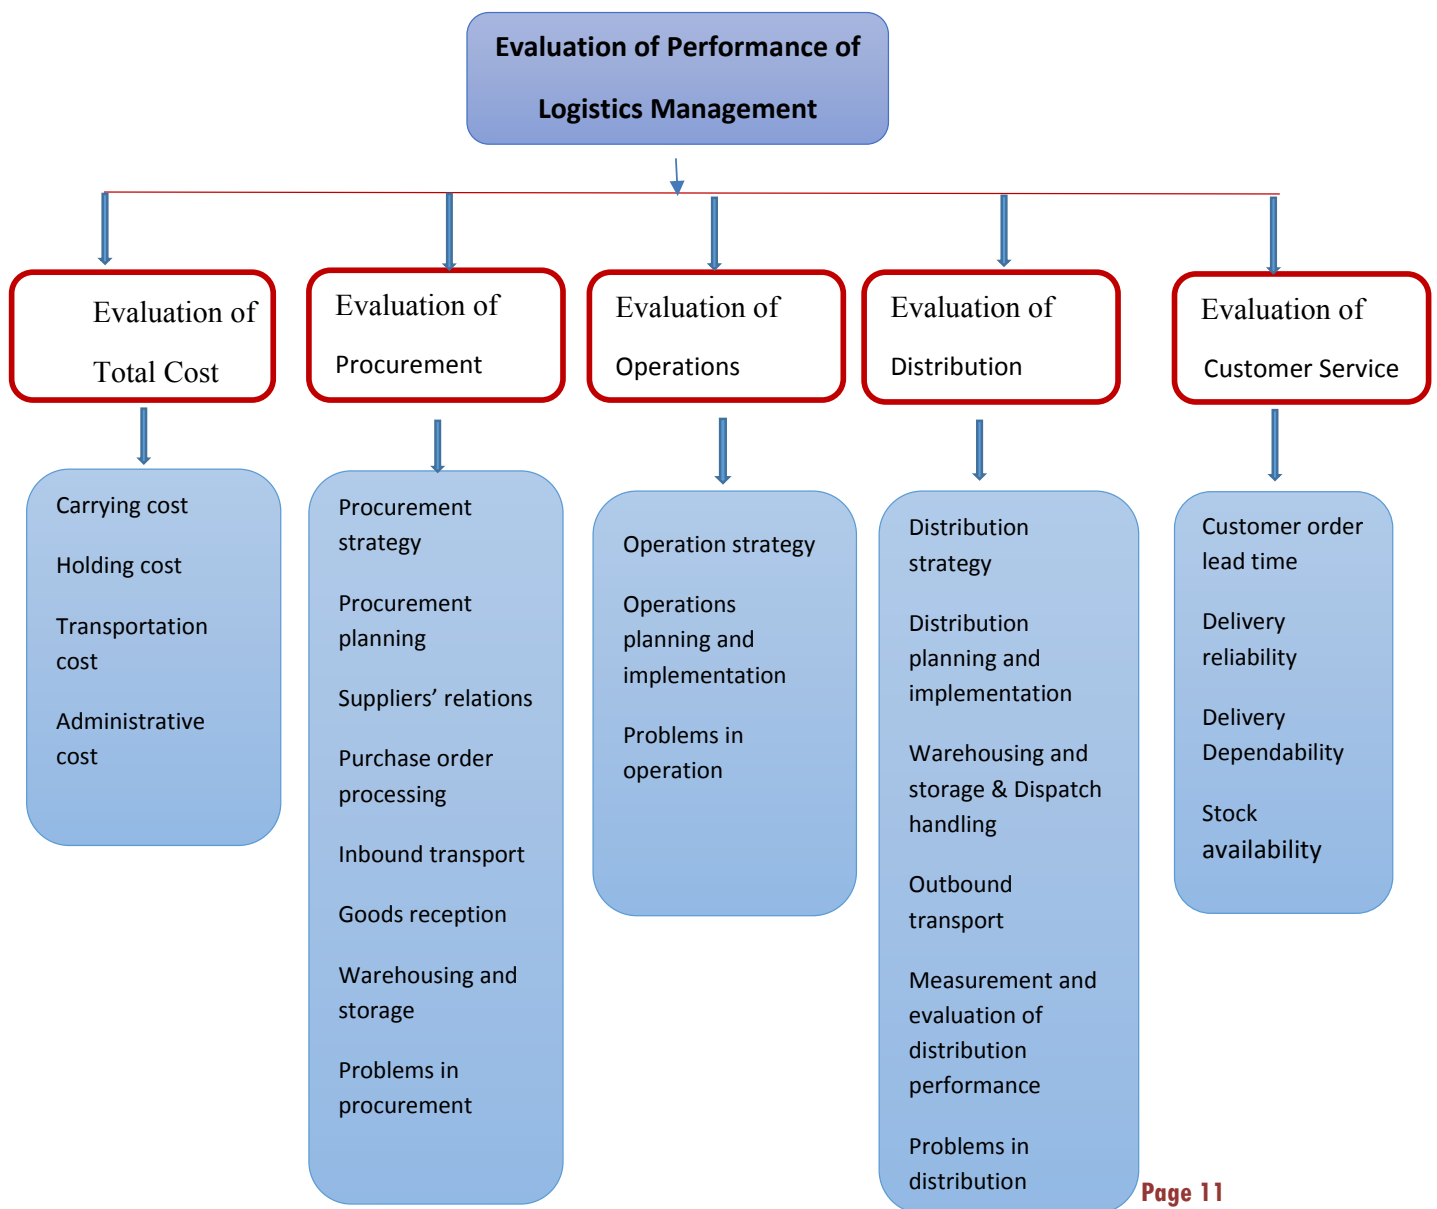 Evaluation of Performance of
Logistics Management
Evaluation of
Total Cost
Evaluation of
Procurement
Evaluation of
Operations
Evaluation of
Distribution
Evaluation of
Customer Service
Carrying cost
Holding cost
Transportation
cost
Administrative
cost
Procurement
strategy
Procurement
planning
Suppliers’ relations
Purchase order
processing
Inbound transport
Goods reception
Warehousing and
storage
Problems in
procurement
Operation strategy
Operations
planning and
implementation
Problems in
operation
Distribution
strategy
Distribution
planning and
implementation
Warehousing and
storage & Dispatch
handling
Outbound
transport
Measurement and
evaluation of
distribution
performance
Problems in
distribution
Customer order
lead time
Delivery
reliability
Delivery
Dependability
Stock
availability
Page 11